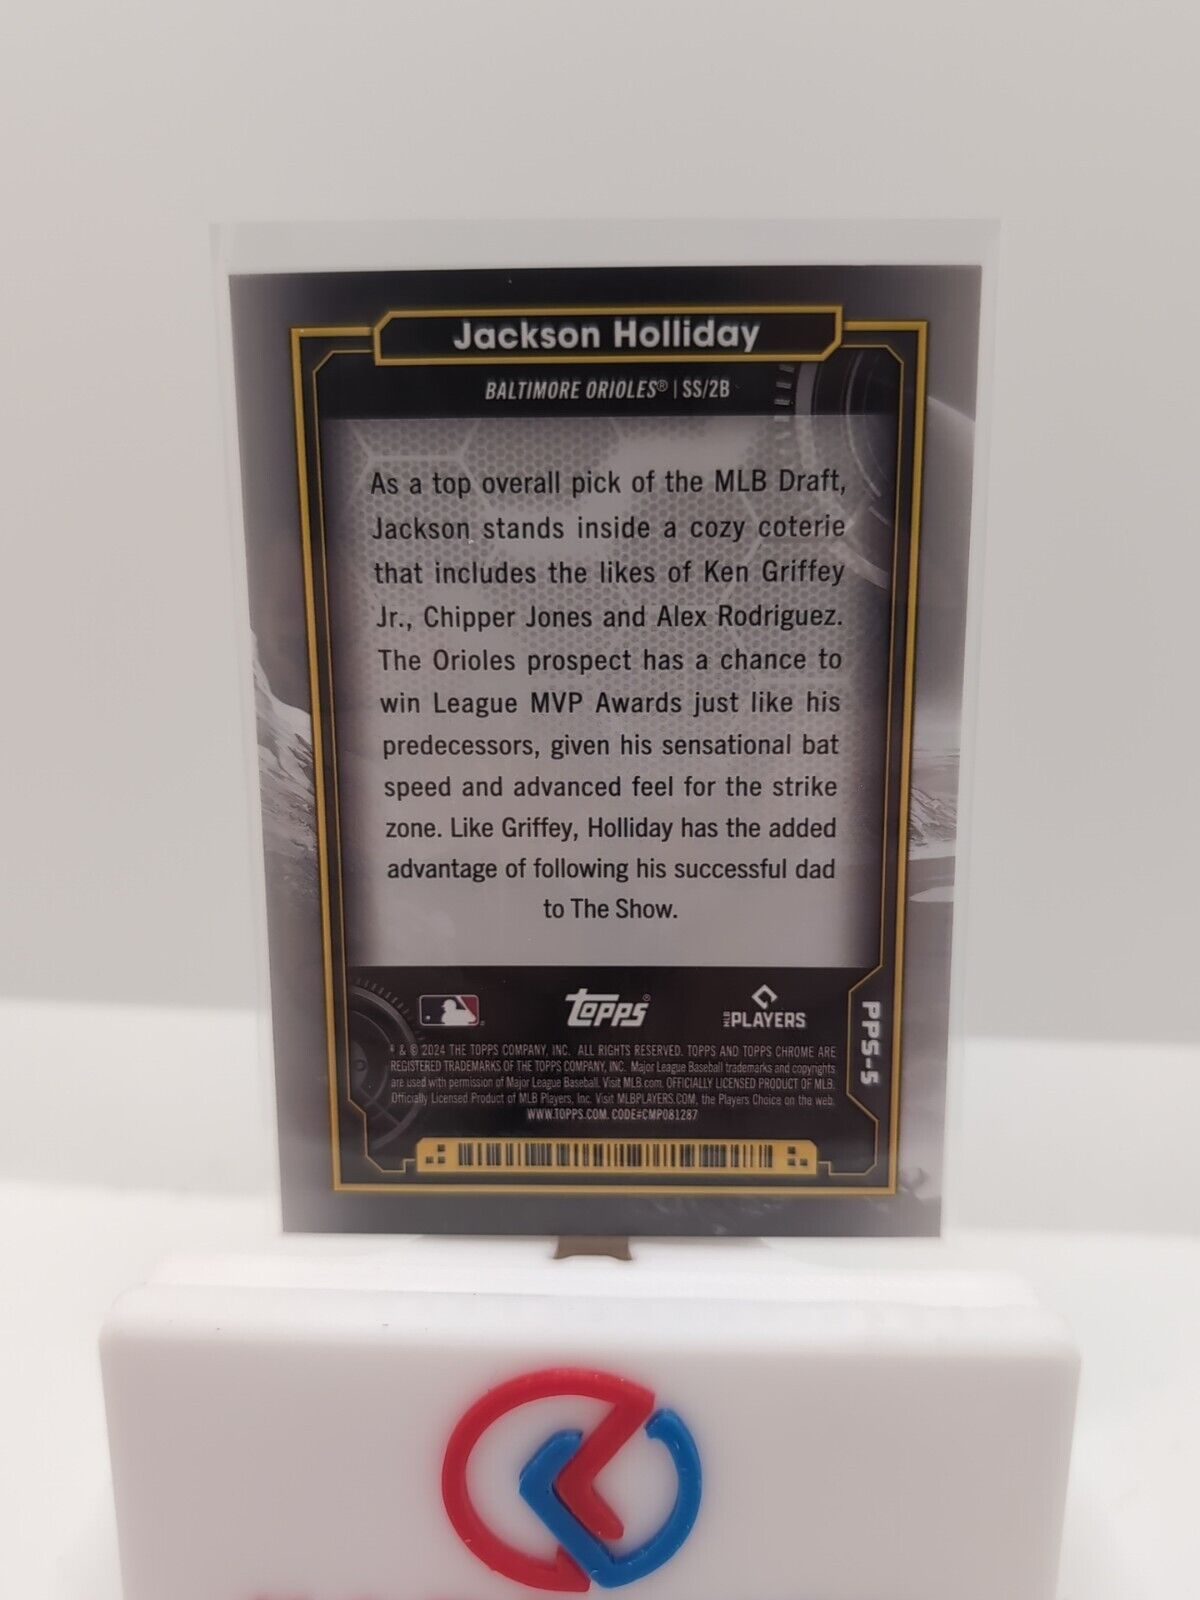 Jackson Holliday
BALTIMORE ORIOLES® | SS/2B
As a top overall pick of the MLB Draft,
Jackson stands inside a cozy coterie
that includes the likes of Ken Griffey
Jr., Chipper Jones and Alex Rodriguez.
The Orioles prospect has a chance to
win League MVP Awards just like his
predecessors, given his sensational bat
speed and advanced feel for the strike
zone. Like Griffey, Holliday has the added
advantage of following his successful dad
to The Show.
Topps®
MLB PLAYERS
PPS-5
® & © 2024 THE TOPPS COMPANY, INC. ALL RIGHTS RESERVED. TOPPS AND TOPPS CHROME ARE
REGISTERED TRADEMARKS OF THE TOPPS COMPANY, INC. Major League Baseball trademarks and copyrights
are used with permission of Major League Baseball. Visit MLB.com. OFFICIALLY LICENSED PRODUCT OF MLB.
Officially Licensed Product of MLB Players, Inc. Visit MLBPLAYERS.COM, the Players Choice on the web.
WWW.TOPPS.COM. CODE#CMP081287